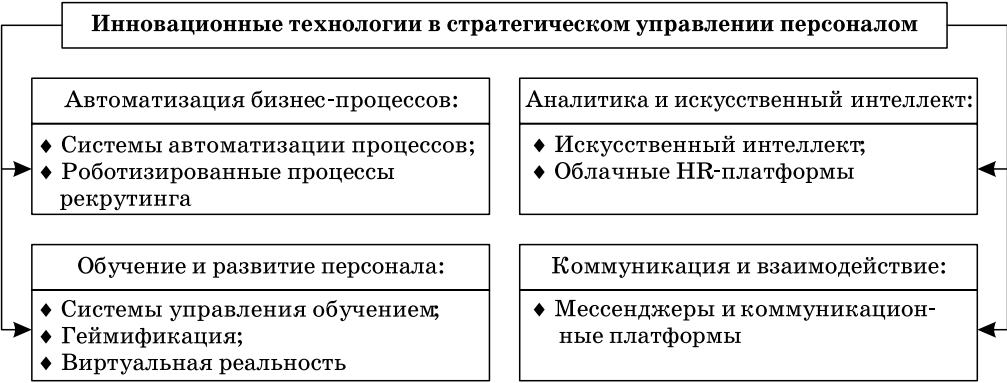 Инновационные технологии в стратегическом управлении персоналом
Автоматизация бизнес-процессов:
♦ Системы автоматизации процессов;
♦ Роботизированные процессы
рекрутинга
Аналитика и искусственный интеллект:
♦ Искусственный интеллект;
♦ Облачные HR-платформы
Обучение и развитие персонала:
♦ Системы управления обучением;
♦ Геймификация;
♦ Виртуальная реальность
Коммуникация и взаимодействие:
♦ Мессенджеры и коммуникацион-
ные платформы